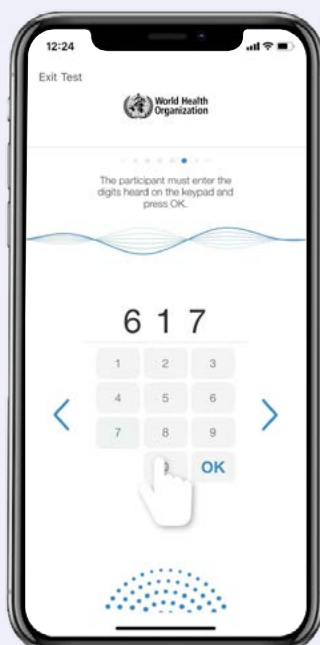 12:24
Exit Test
World Health
Organization
The participant must enter the
digits heard on the keypad and
press OK.
6 1 7
1 2 3
4 5 6
7 8 9
OK